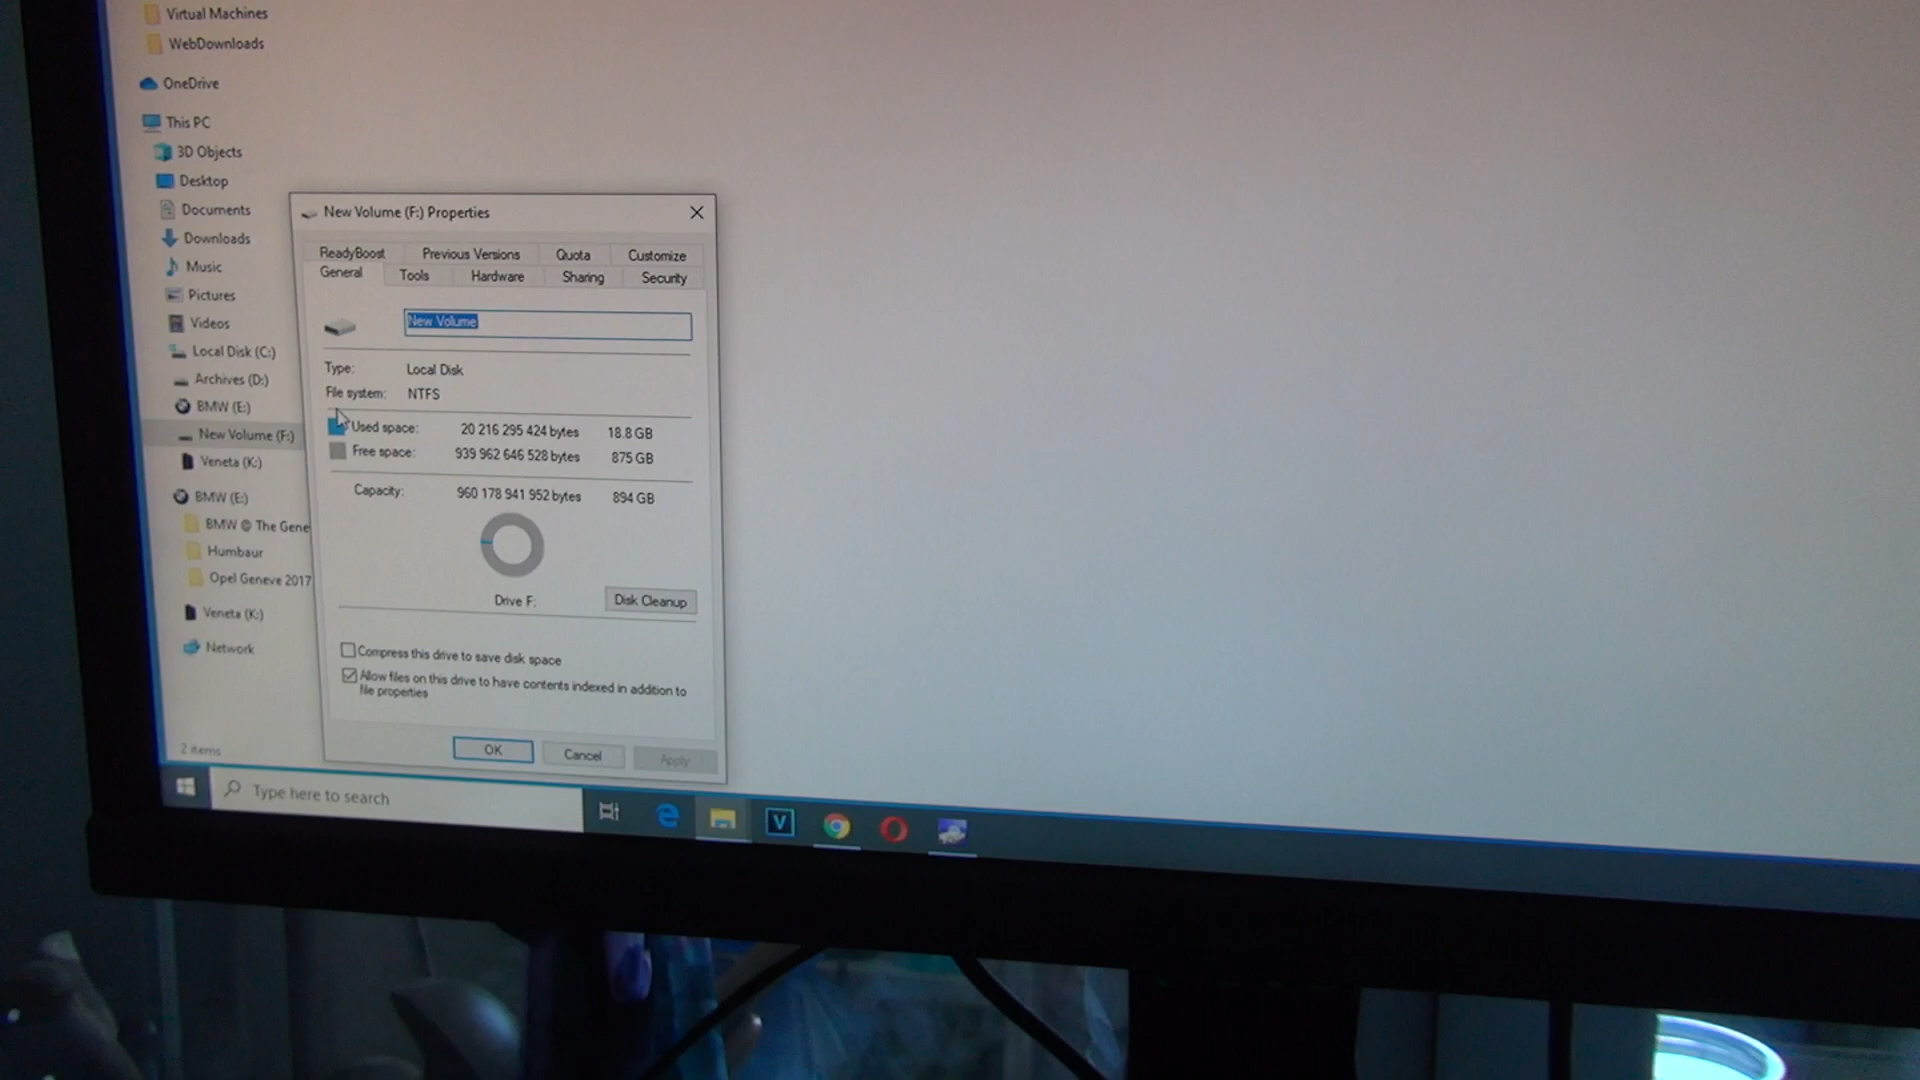 Virtual Machines
WebDownloads
OneDrive
This PC
3D Objects
Desktop
Documents
Downloads
Music
Pictures
Videos
Local Disk (C:)
Archives (D:)
BMW (E:)
New Volume (F:)
Veneta (K:)
BMW (E:)
BMW @ The Gene
Humbaur
Opel Geneve 2017
Veneta (K:)
Network
2 items
New Volume (F:) Properties
ReadyBoost Previous Versions Quota Customize
General Tools Hardware Sharing Security
New Volume
Type: Local Disk
File system: NTFS
Used space: 20 216 295 424 bytes 18.8 GB
Free space: 939 962 646 528 bytes 875 GB
Capacity: 960 178 941 952 bytes 894 GB
Drive F:
Disk Cleanup
Compress this drive to save disk space
Allow files on this drive to have contents indexed in addition to
file properties
OK Cancel Apply
Type here to search
V